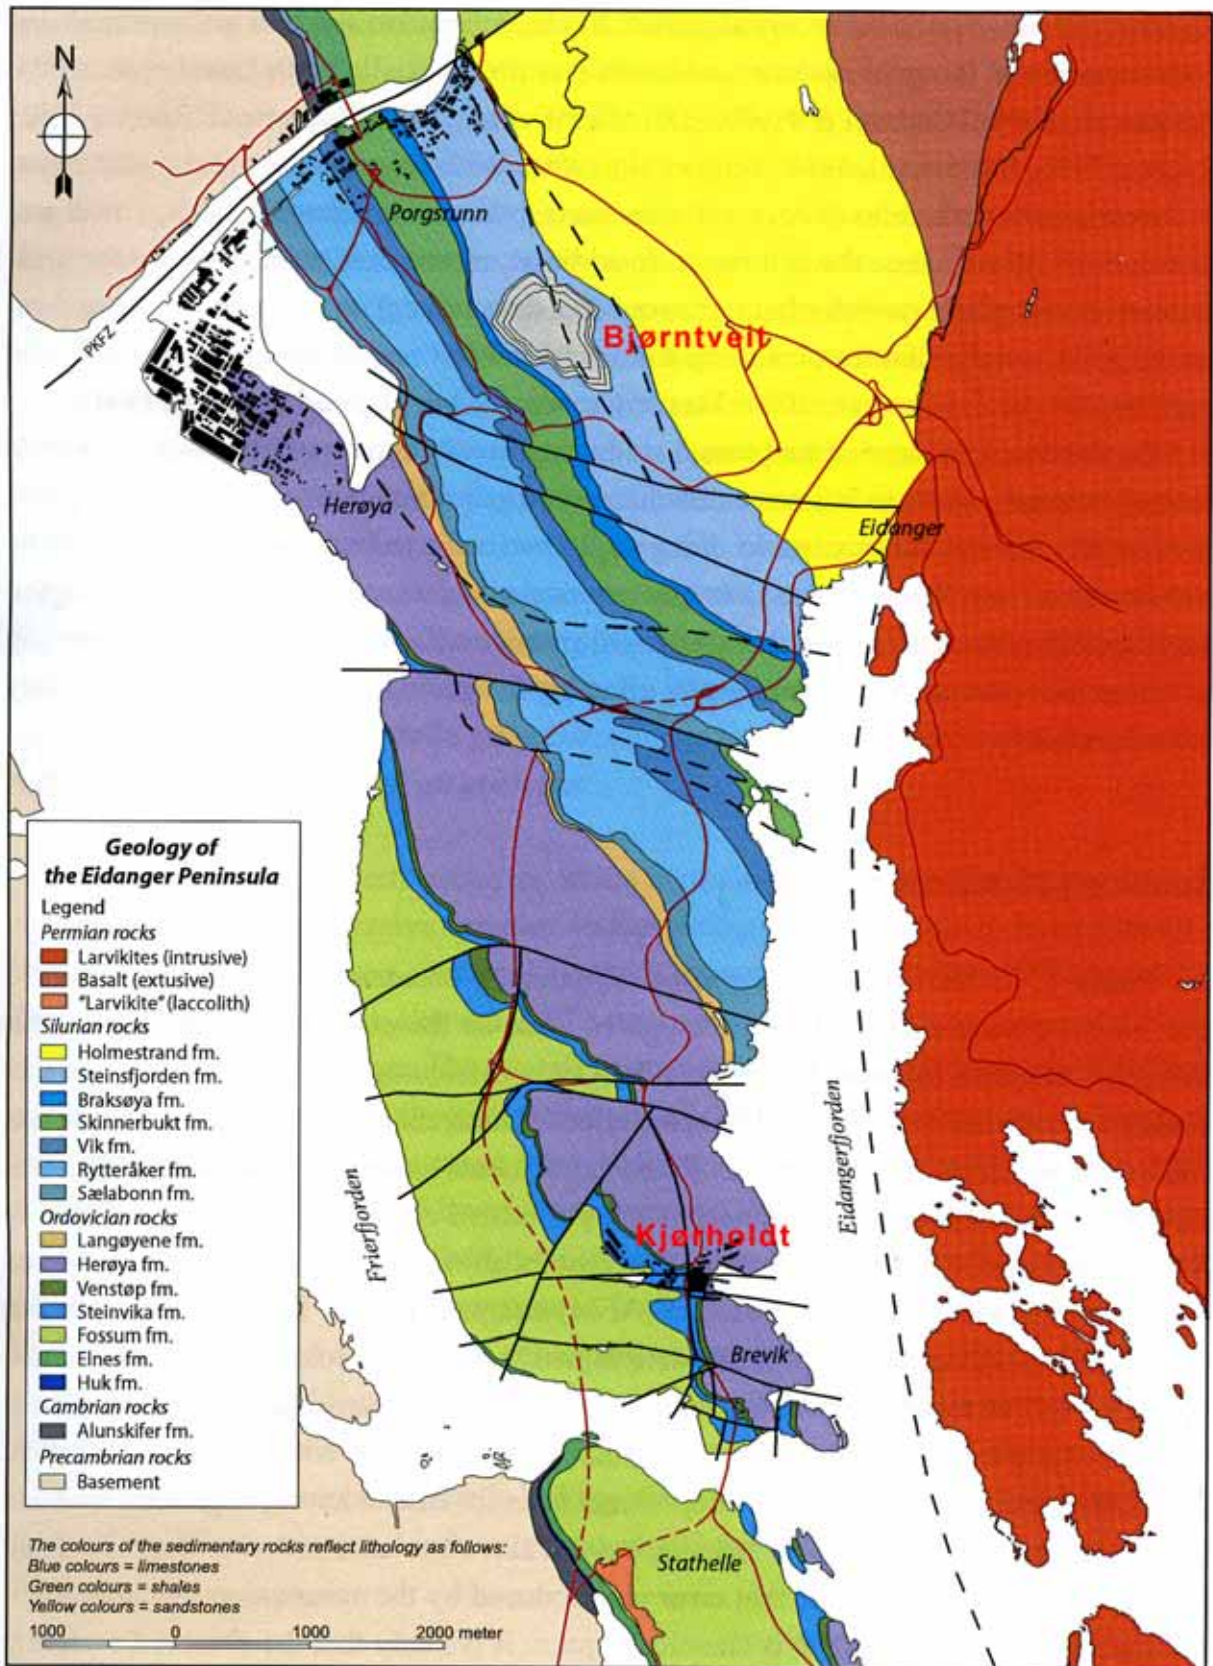 N
Porgsrunn
Bjørntveit
PKFZ
Herøya
Eidanger
Geology of
the Eidanger Peninsula
Legend
Permian rocks
Larvikites (intrusive)
Basalt (extusive)
"Larvikite" (laccolith)
Silurian rocks
Holmestrand fm.
Steinsfjorden fm.
Braksøya fm.
Skinnerbukt fm.
Vik fm.
Rytteråker fm.
Sælabonn fm.
Ordovician rocks
Langøyene fm.
Herøya fm.
Venstøp fm.
Steinvika fm.
Fossum fm.
Elnes fm.
Huk fm.
Cambrian rocks
Alunskifer fm.
Precambrian rocks
Basement
Frierfjorden
Eidangerfjorden
Kjørholdt
Brevik
Stathelle
The colours of the sedimentary rocks reflect lithology as follows:
Blue colours = limestones
Green colours = shales
Yellow colours = sandstones
1000 0 1000 2000 meter